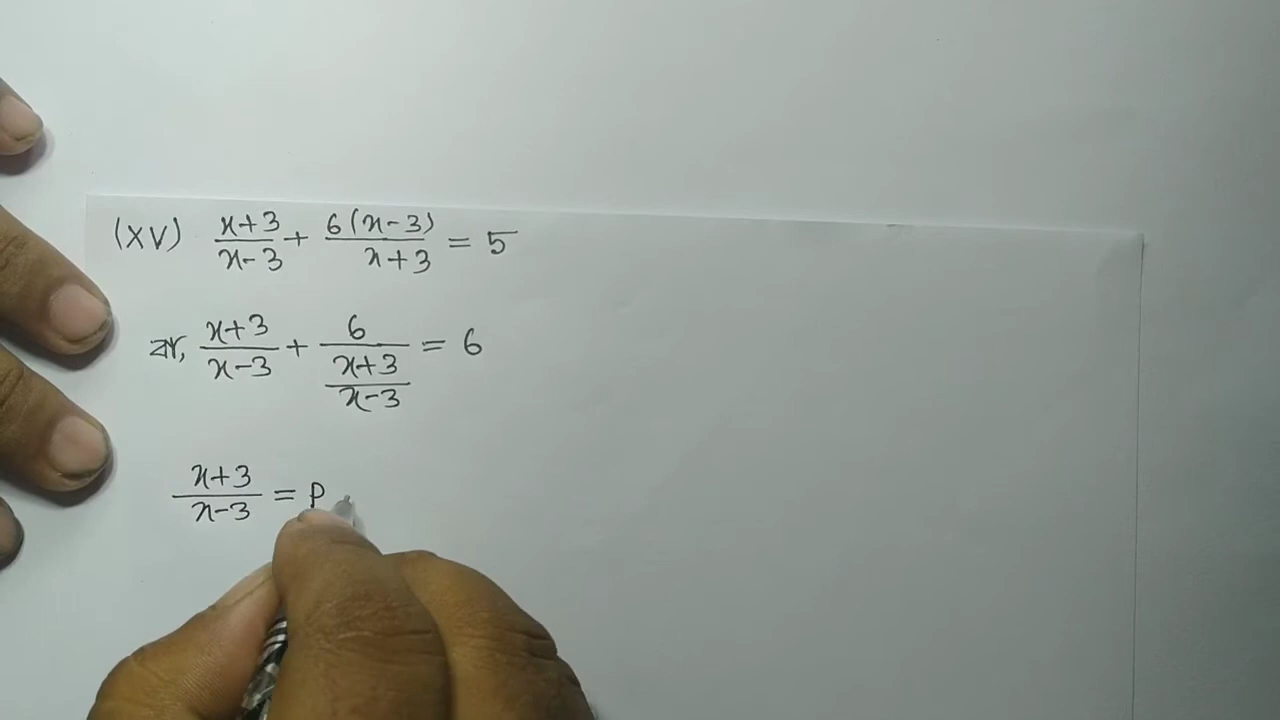 (XV) (x+3)/(x-3) + 6(x-3)/(x+3) = 5
বা, (x+3)/(x-3) + 6/((x+3)/(x-3)) = 6
(x+3)/(x-3) = P